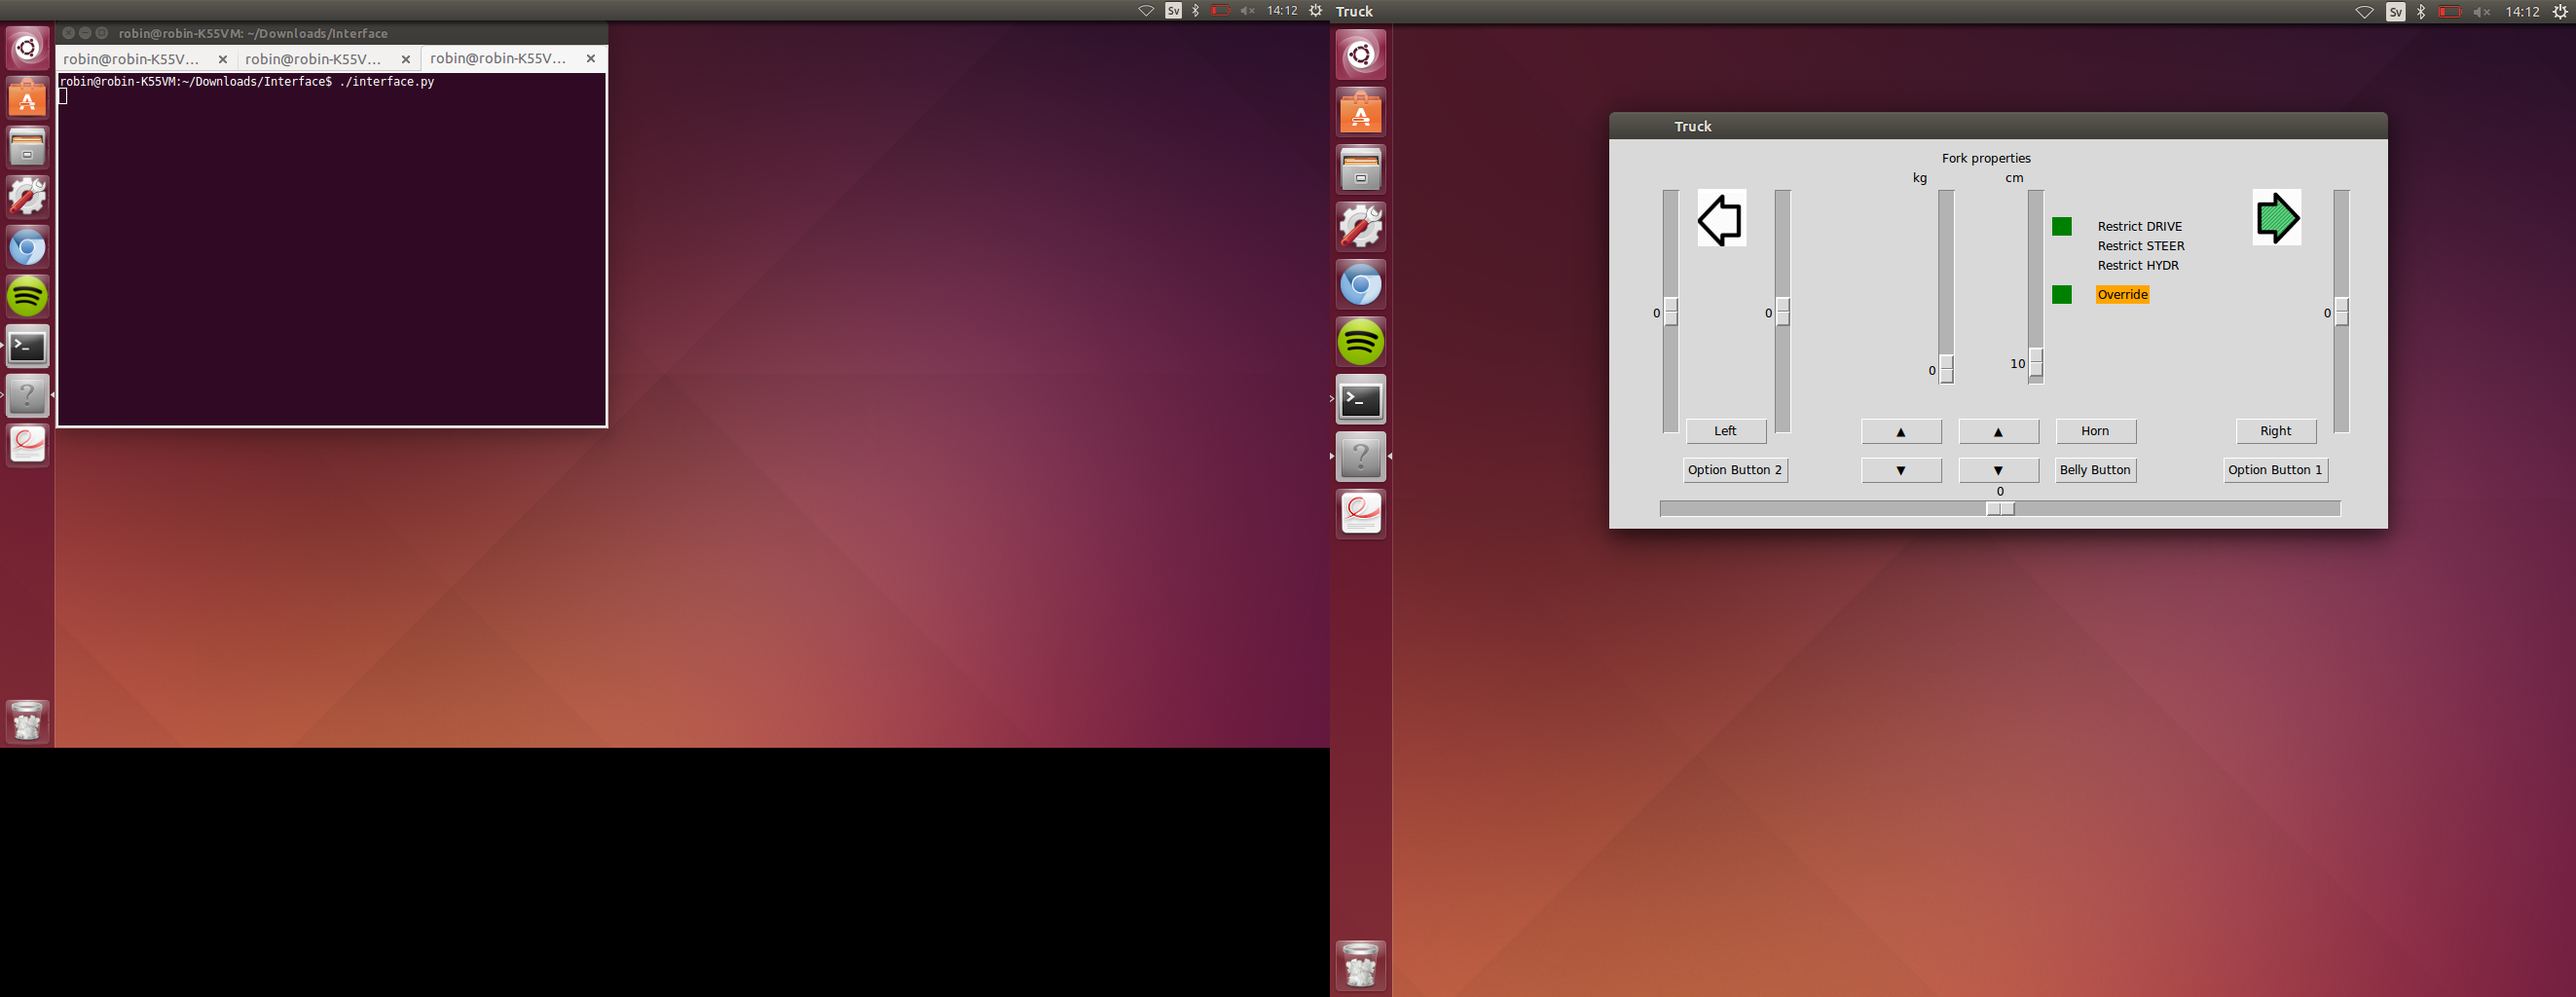 Sv 14:12
robin@robin-K55VM: ~/Downloads/Interface
robin@robin-K55V... robin@robin-K55V... robin@robin-K55V...
robin@robin-K55VM:~/Downloads/Interface$ ./interface.py
Truck Sv 14:12
Truck
Fork properties
kg cm
Restrict DRIVE
Restrict STEER
Restrict HYDR
Override
0 0 0
0 10
Left ▲ ▲ Horn Right
Option Button 2 ▼ ▼ Belly Button Option Button 1
0